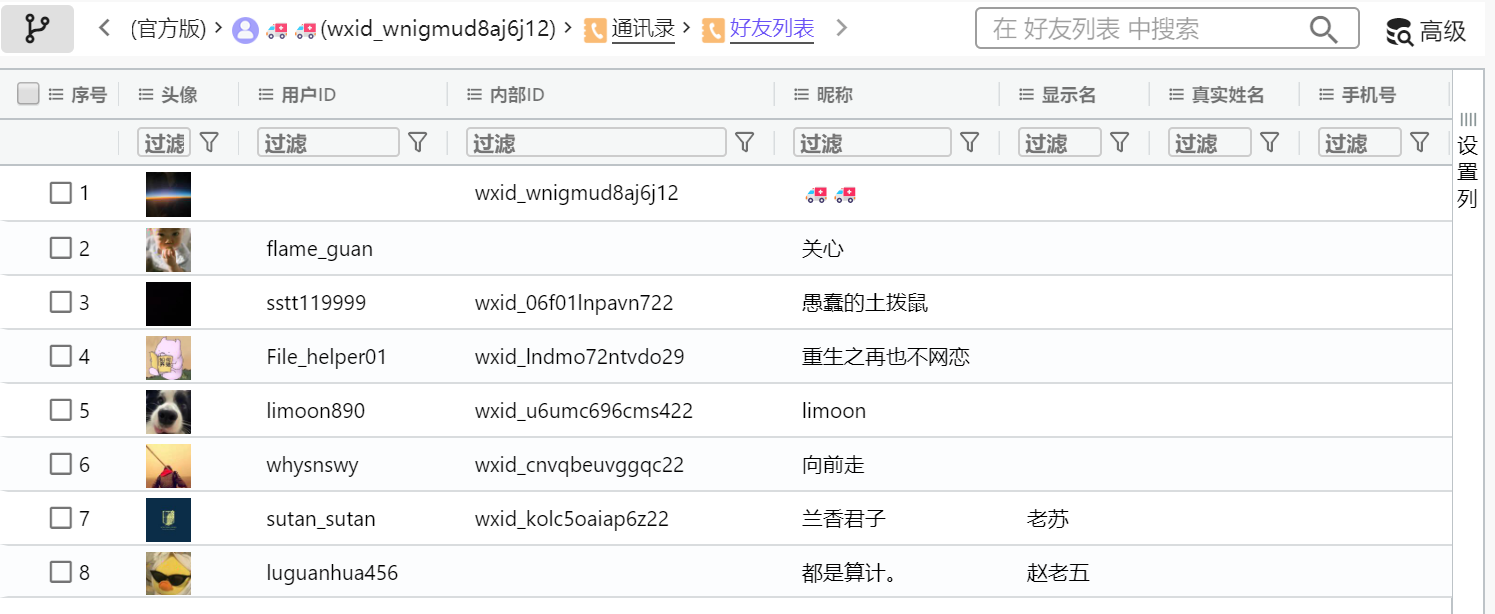 (官方版) 🚑 🚑(wxid_wnigmud8aj6j12) 通讯录 好友列表 在 好友列表 中搜索 高级
序号 头像 用户ID 内部ID 昵称 显示名 真实姓名 手机号
过滤 过滤 过滤 过滤 过滤 过滤 过滤
设置列
1 wxid_wnigmud8aj6j12 🚑 🚑
2 flame_guan 关心
3 sstt119999 wxid_06f01lnpavn722 愚蠢的土拨鼠
4 File_helper01 wxid_lndmo72ntvdo29 重生之再也不网恋
5 limoon890 wxid_u6umc696cms422 limoon
6 whysnswy wxid_cnvqbeuvggqc22 向前走
7 sutan_sutan wxid_kolc5oaiap6z22 兰香君子 老苏
8 luguanhua456 都是算计。 赵老五